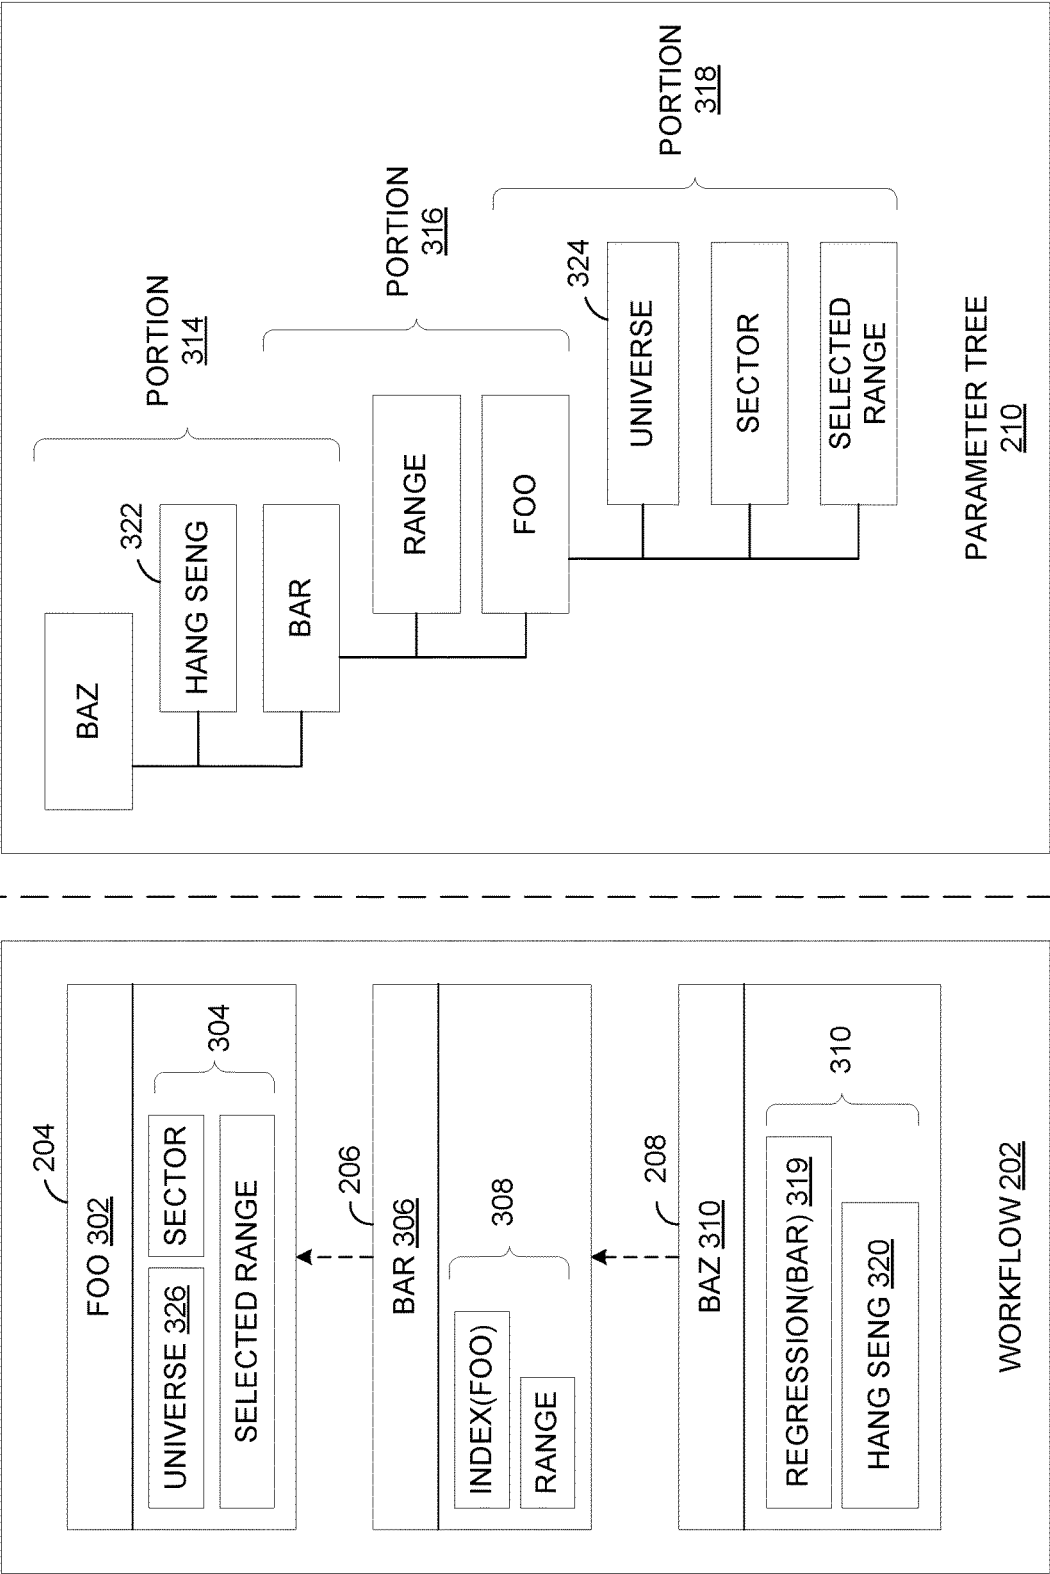 204
FOO 302
UNIVERSE 326
SECTOR
SELECTED RANGE
304
206
BAR 306
INDEX(FOO)
RANGE
308
208
BAZ 310
REGRESSION(BAR) 319
HANG SENG 320
310
WORKFLOW 202
BAZ
HANG SENG
322
BAR
PORTION
314
RANGE
FOO
PORTION
316
UNIVERSE
324
SECTOR
SELECTED
RANGE
PORTION
318
PARAMETER TREE
210